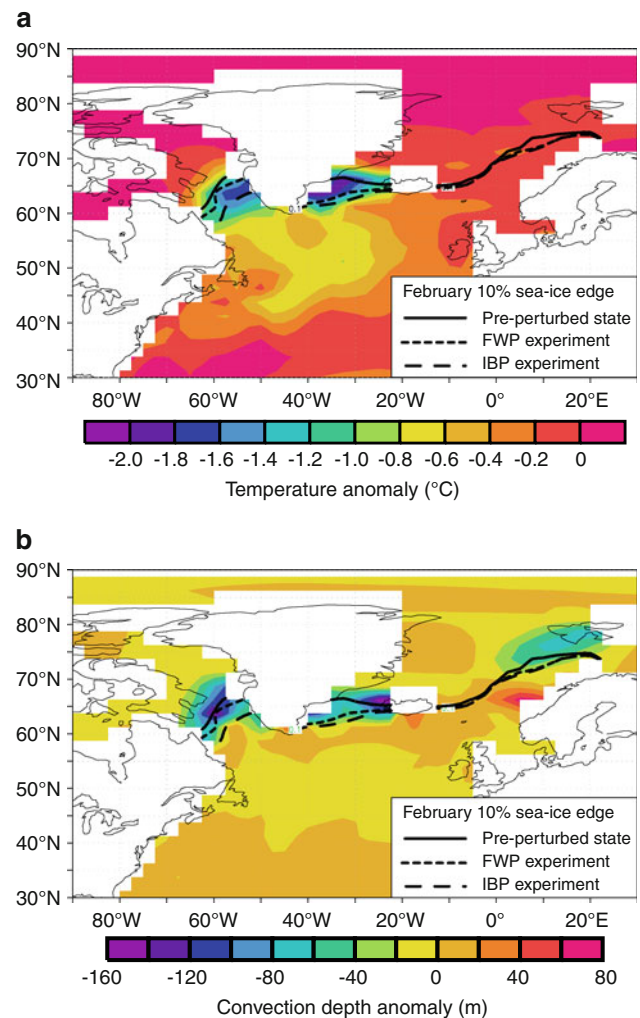 a
90°N
80°N
70°N
60°N
50°N
40°N
30°N
February 10% sea-ice edge
Pre-perturbed state
FWP experiment
IBP experiment
80°W 60°W 40°W 20°W 0° 20°E
-2.0 -1.8 -1.6 -1.4 -1.2 -1.0 -0.8 -0.6 -0.4 -0.2 0
Temperature anomaly (°C)
b
90°N
80°N
70°N
60°N
50°N
40°N
30°N
February 10% sea-ice edge
Pre-perturbed state
FWP experiment
IBP experiment
80°W 60°W 40°W 20°W 0° 20°E
-160 -120 -80 -40 0 40 80
Convection depth anomaly (m)